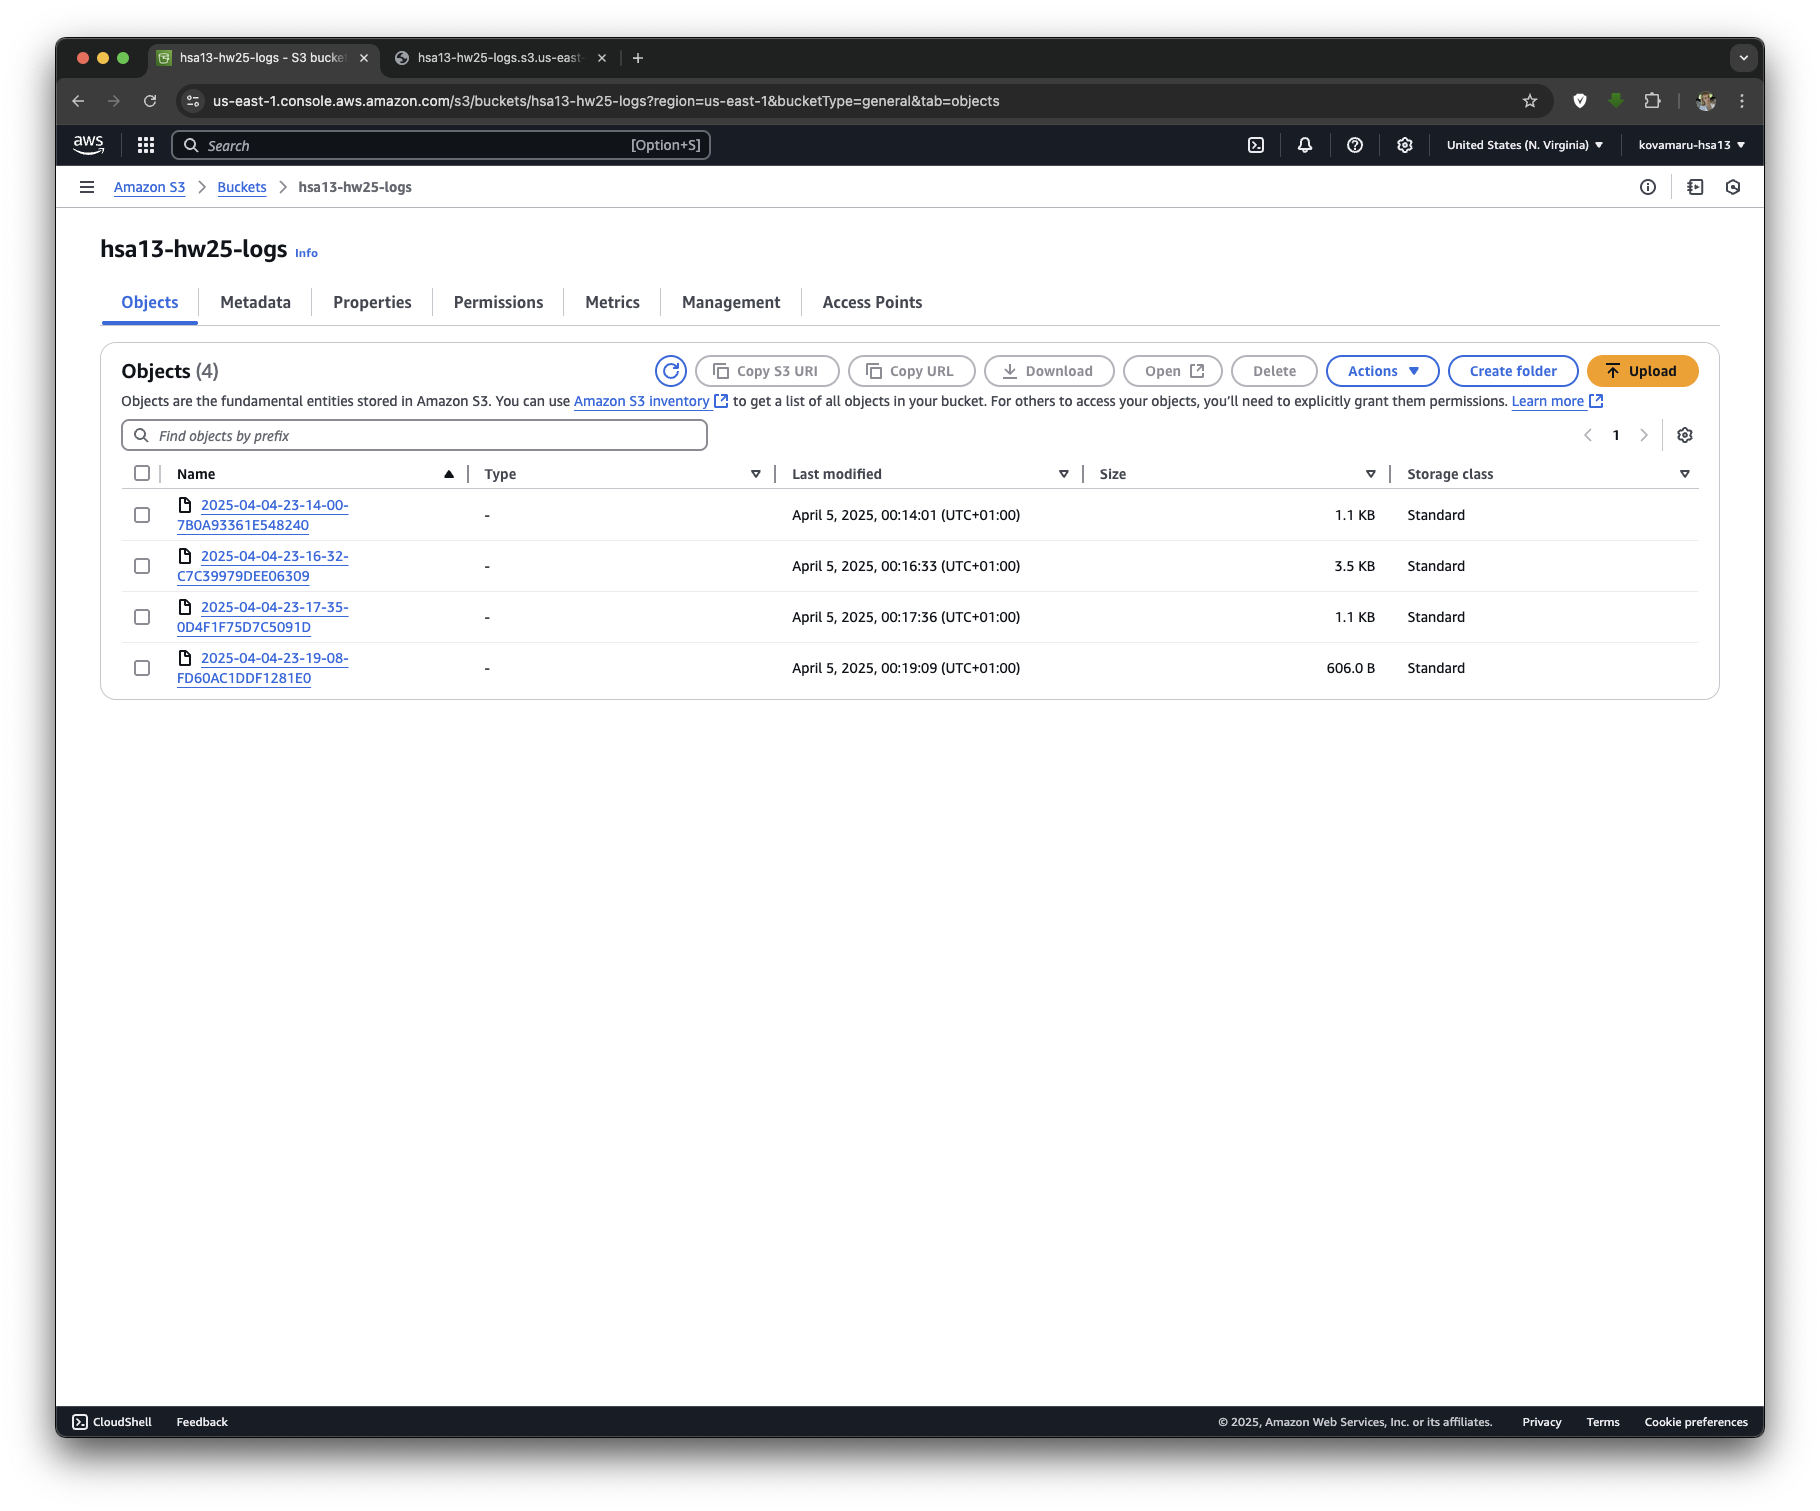 hsa13-hw25-logs - S3 bucke
hsa13-hw25-logs.s3.us-east-
us-east-1.console.aws.amazon.com/s3/buckets/hsa13-hw25-logs?region=us-east-1&bucketType=general&tab=objects
aws
Search
[Option+S]
United States (N. Virginia)
kovamaru-hsa13
Amazon S3
Buckets
hsa13-hw25-logs
hsa13-hw25-logs Info
Objects
Metadata
Properties
Permissions
Metrics
Management
Access Points
Objects (4)
Copy S3 URI
Copy URL
Download
Open
Delete
Actions
Create folder
Upload
Objects are the fundamental entities stored in Amazon S3. You can use Amazon S3 inventory to get a list of all objects in your bucket. For others to access your objects, you’ll need to explicitly grant them permissions. Learn more
Find objects by prefix
1
Name
Type
Last modified
Size
Storage class
2025-04-04-23-14-00-
7B0A93361E548240
-
April 5, 2025, 00:14:01 (UTC+01:00)
1.1 KB
Standard
2025-04-04-23-16-32-
C7C39979DEE06309
-
April 5, 2025, 00:16:33 (UTC+01:00)
3.5 KB
Standard
2025-04-04-23-17-35-
0D4F1F75D7C5091D
-
April 5, 2025, 00:17:36 (UTC+01:00)
1.1 KB
Standard
2025-04-04-23-19-08-
FD60AC1DDF1281E0
-
April 5, 2025, 00:19:09 (UTC+01:00)
606.0 B
Standard
CloudShell
Feedback
© 2025, Amazon Web Services, Inc. or its affiliates.
Privacy
Terms
Cookie preferences